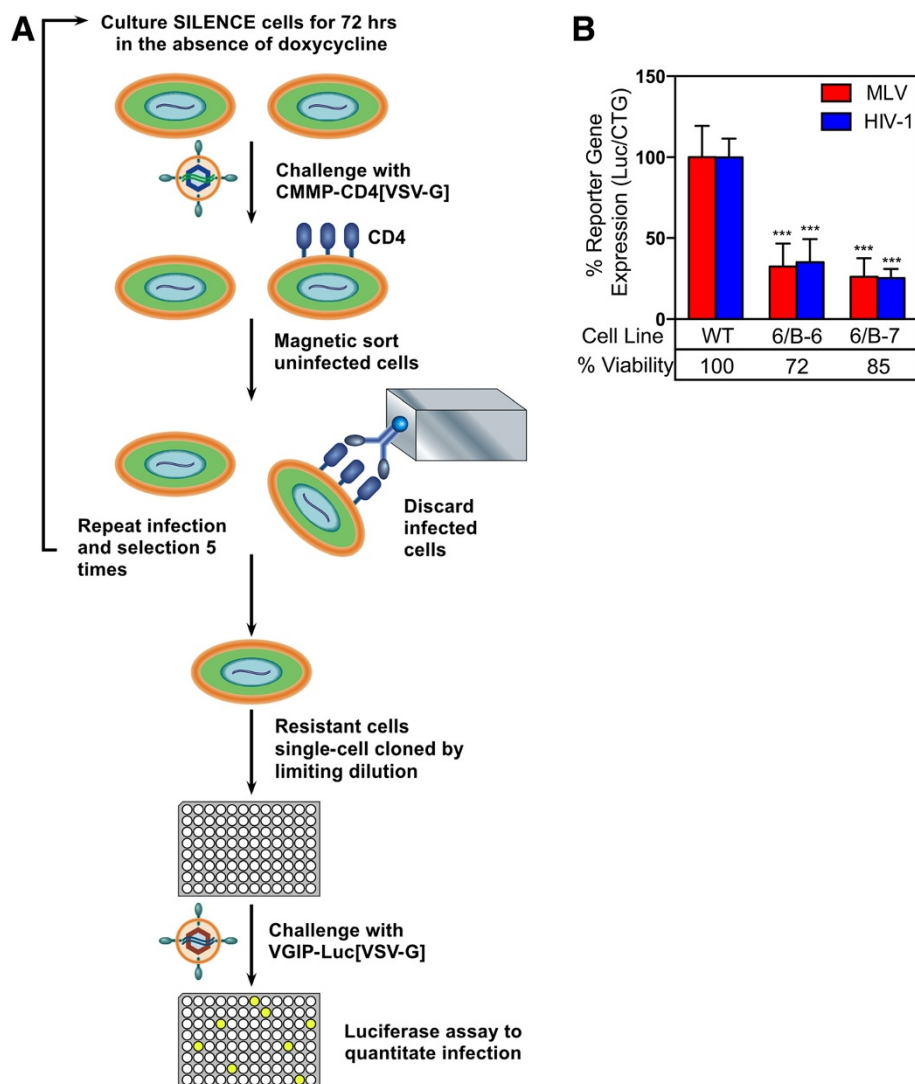 A
Culture SILENCE cells for 72 hrs
in the absence of doxycycline
Challenge with
CMMP-CD4[VSV-G]
CD4
Magnetic sort
uninfected cells
Discard
infected
cells
Repeat infection
and selection 5
times
Resistant cells
single-cell cloned by
limiting dilution
Challenge with
VGIP-Luc[VSV-G]
Luciferase assay to
quantitate infection
B
% Reporter Gene
Expression (Luc/CTG)
150
100
50
0
MLV
HIV-1
*** ***
*** ***
Cell Line WT 6/B-6 6/B-7
% Viability 100 72 85